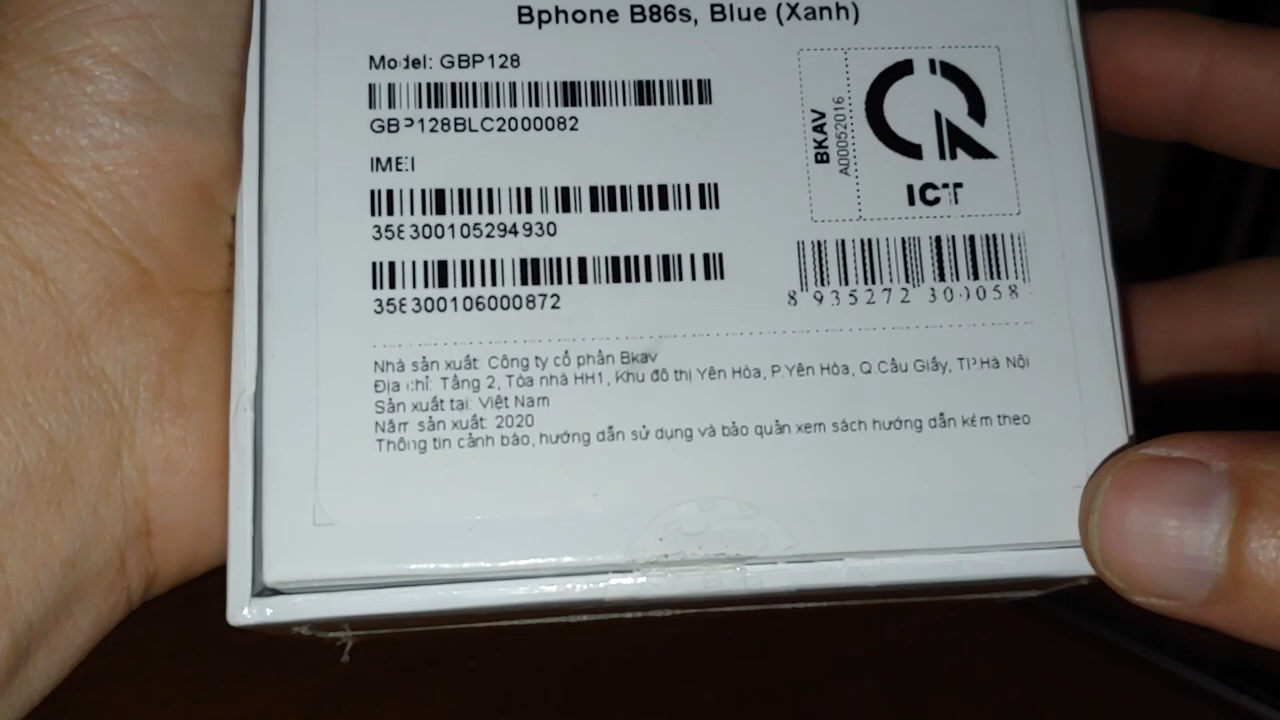 Bphone B86s, Blue (Xanh)
Model: GBP128
GBP128BLC2000082
IMEI
358300105294930
358300106000872
BKAV
A00052016
ICT
8 935272 300058
Nhà sản xuất: Công ty cổ phần Bkav
Địa chỉ: Tầng 2, Tòa nhà HH1, Khu đô thị Yên Hòa, P.Yên Hòa, Q.Cầu Giấy, TP.Hà Nội
Sản xuất tại: Việt Nam
Năm sản xuất: 2020
Thông tin cảnh báo, hướng dẫn sử dụng và bảo quản xem sách hướng dẫn kèm theo